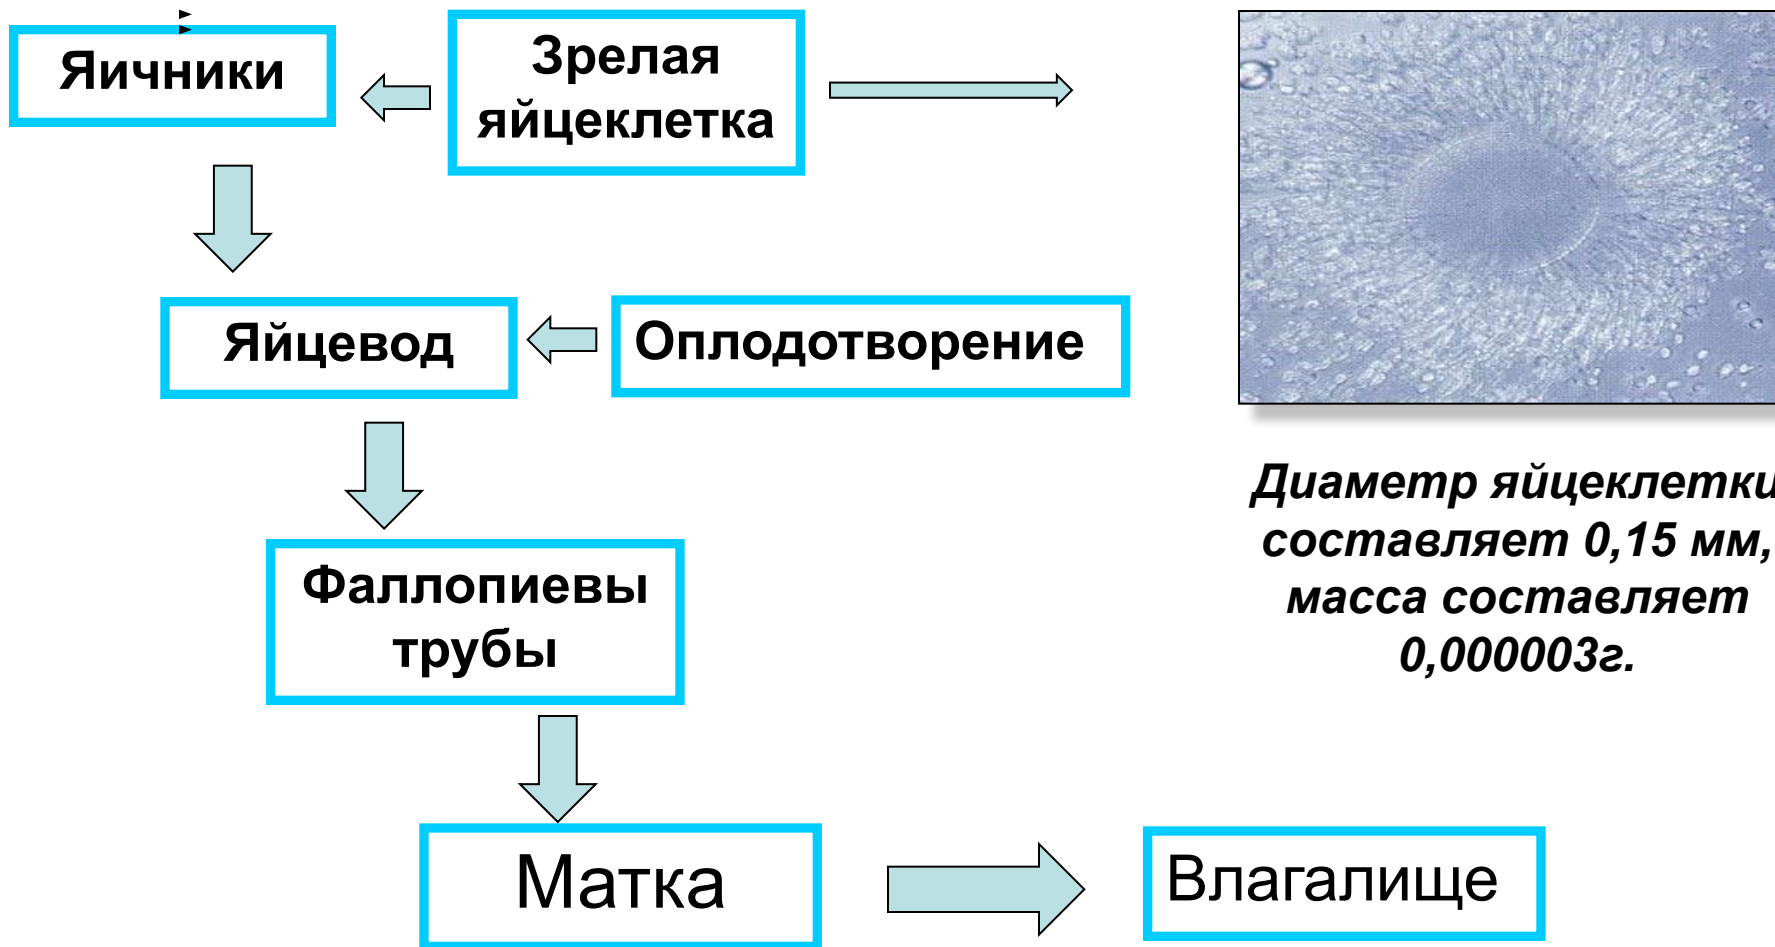 Яичники
Зрелая
яйцеклетка
Яйцевод
Оплодотворение
Диаметр яйцеклетки
составляет 0,15 мм,
масса составляет
0,000003г.
Фаллопиевы
трубы
Матка
Влагалище